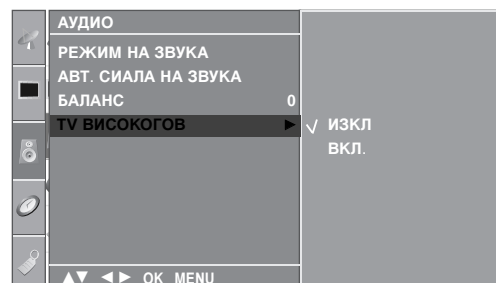 АУДИО
РЕЖИМ НА ЗВУКА
АВТ. СИАЛА НА ЗВУКА
БАЛАНС 0
TV ВИСОКОГОВ ► √ ИЗКЛ
ВКЛ.
▲▼ ◄► OK MENU